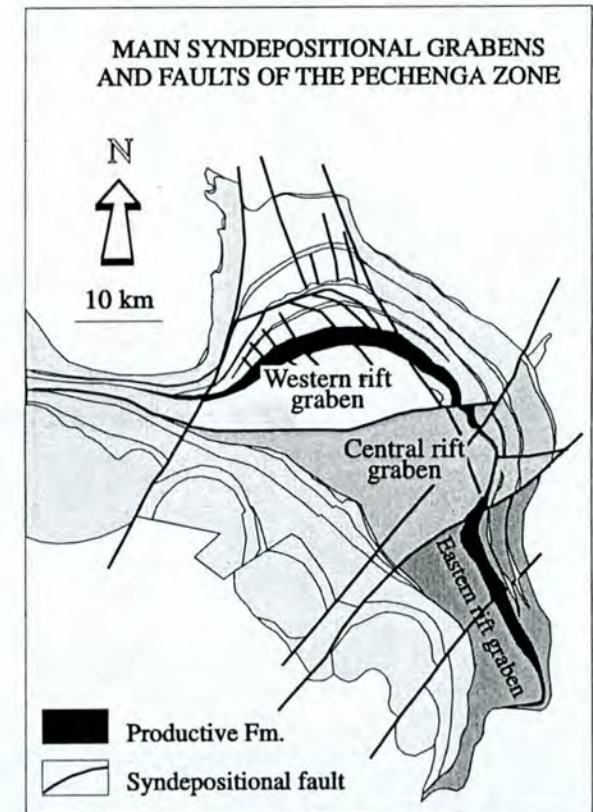 MAIN SYNDEPOSITIONAL GRABENS
AND FAULTS OF THE PECHENGA ZONE
N
10 km
Western rift
graben
Central rift
graben
Eastern rift graben
Productive Fm.
Syndepositional fault